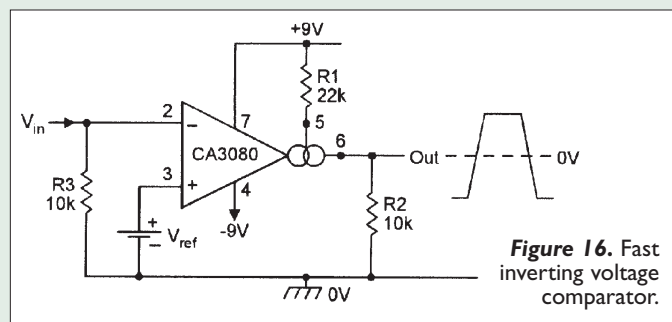 +9V
R1
22k
5
V_in
2
−
7
6
CA3080
Out
0V
3
+
4
R3
10k
-9V
R2
10k
+
−
V_ref
0V
Figure 16. Fast
inverting voltage
comparator.